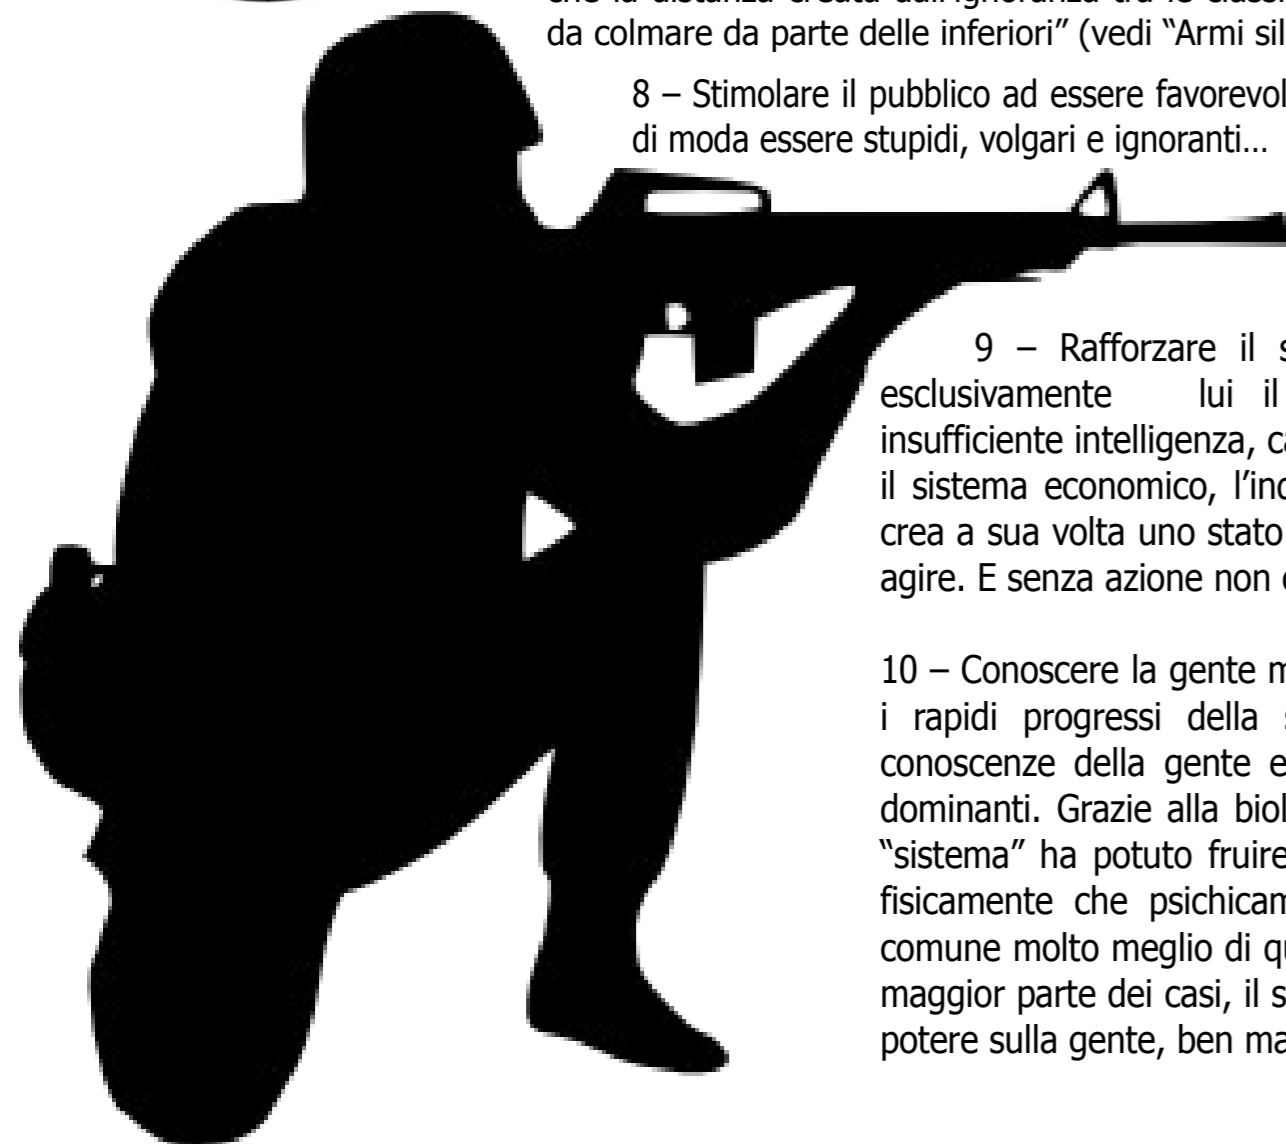 da colmare da parte delle inferiori” (vedi “Armi sil
8 – Stimolare il pubblico ad essere favorevol
di moda essere stupidi, volgari e ignoranti...
9 – Rafforzare il s
esclusivamente lui il
insufficiente intelligenza, ca
il sistema economico, l’in
crea a sua volta uno stato
agire. E senza azione non
10 – Conoscere la gente m
i rapidi progressi della s
conoscenze della gente e
dominanti. Grazie alla biol
“sistema” ha potuto fruire
fisicamente che psichicam
comune molto meglio di qu
maggior parte dei casi, il s
potere sulla gente, ben ma